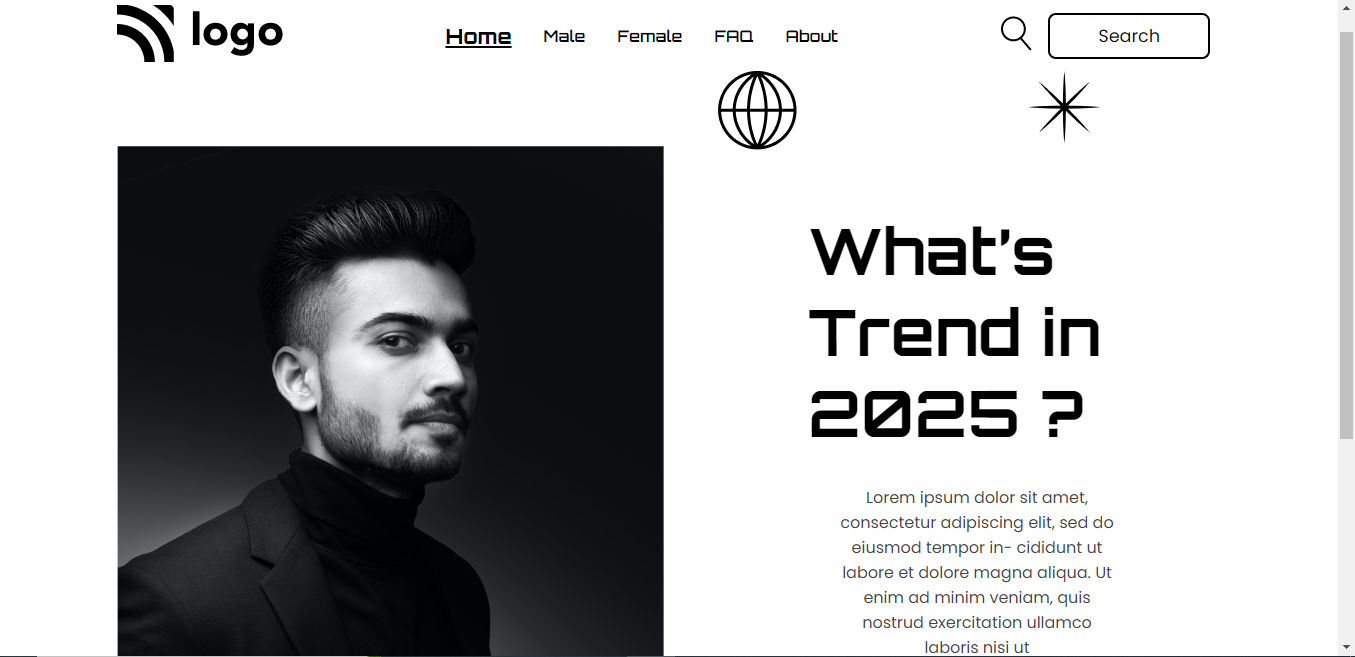 logo
Home Male Female FAQ About
Search
What's
Trend in
2025 ?
Lorem ipsum dolor sit amet,
consectetur adipiscing elit, sed do
eiusmod tempor in- cididunt ut
labore et dolore magna aliqua. Ut
enim ad minim veniam, quis
nostrud exercitation ullamco
laboris nisi ut